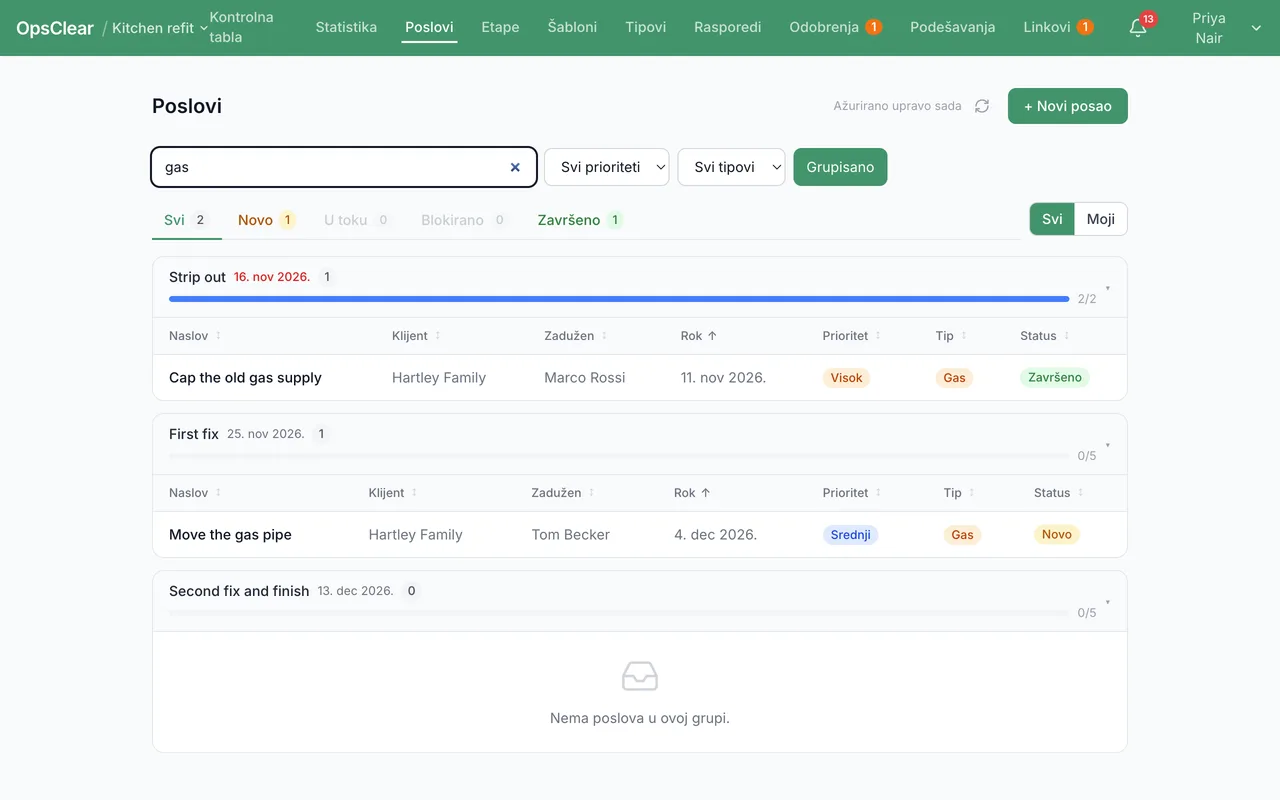 OpsClear / Kitchen refit
Kontrolna tabla
Statistika
Poslovi
Etape
Šabloni
Tipovi
Rasporedi
Odobrenja 1
Podešavanja
Linkovi 1
13
Priya Nair
Poslovi
Ažurirano upravo sada
+ Novi posao
gas
Svi prioriteti
Svi tipovi
Grupisano
Svi 2
Novo 1
U toku 0
Blokirano 0
Završeno 1
Svi
Moji
Strip out 16. nov 2026. 1
2/2
Naslov Klijent Zadužen Rok ↑ Prioritet Tip Status
Cap the old gas supply Hartley Family Marco Rossi 11. nov 2026. Visok Gas Završeno
First fix 25. nov 2026. 1
0/5
Naslov Klijent Zadužen Rok ↑ Prioritet Tip Status
Move the gas pipe Hartley Family Tom Becker 4. dec 2026. Srednji Gas Novo
Second fix and finish 13. dec 2026. 0
0/5
Nema poslova u ovoj grupi.